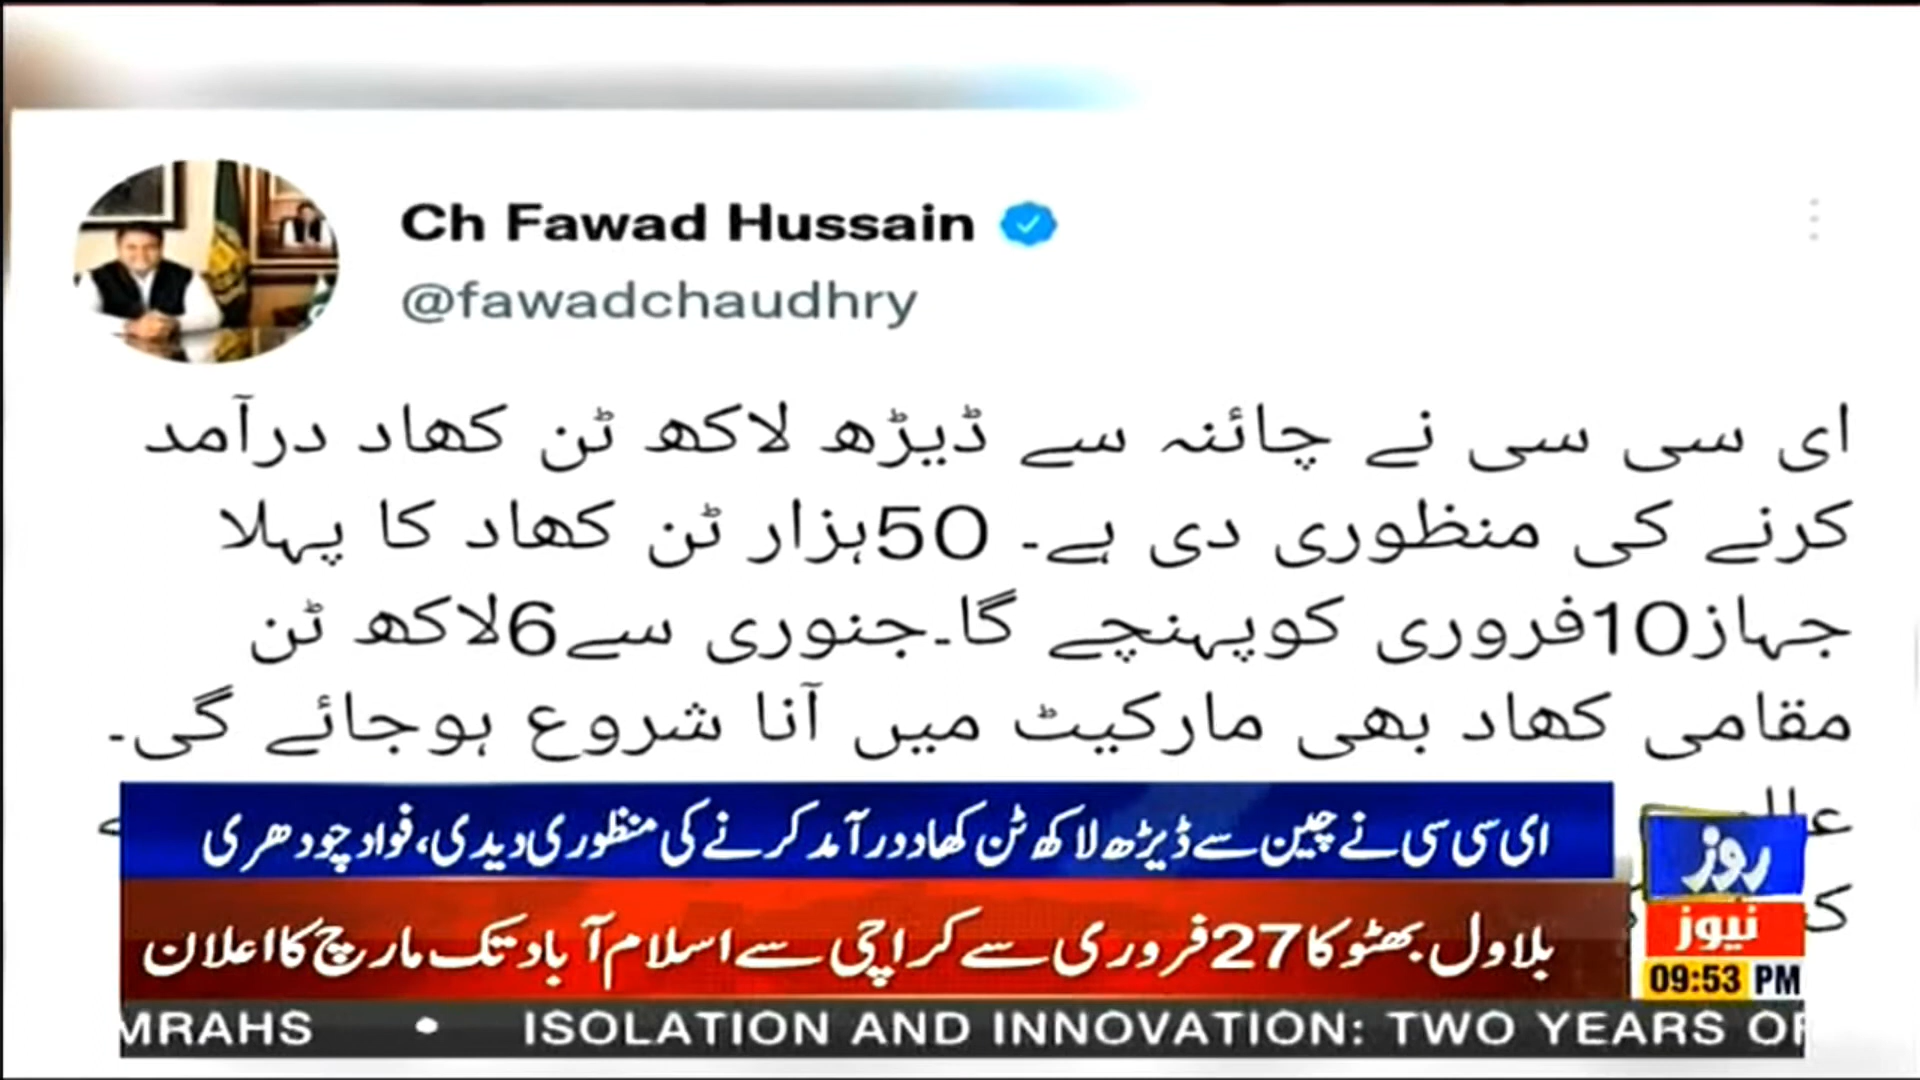 Ch Fawad Hussain
@fawadchaudhry
ای سی سی نے چائنہ سے ڈیڑھ لاکھ ٹن کھاد درآمد
کرنے کی منظوری دی ہے۔ 50ہزار ٹن کھاد کا پہلا
جہاز10فروری کوپہنچے گا۔جنوری سے6لاکھ ٹن
مقامی کھاد بھی مارکیٹ میں آنا شروع ہوجائے گی۔
ای سی سی نے چین سے ڈیڑھ لاکھ ٹن کھاد درآمد کرنے کی منظوری دیدی، فواد چودھری
بلاول بھٹو کا 27 فروری سے کراچی سے اسلام آباد تک مارچ کا اعلان
روز
نیوز
09:53 PM
MRAHS • ISOLATION AND INNOVATION: TWO YEARS OF